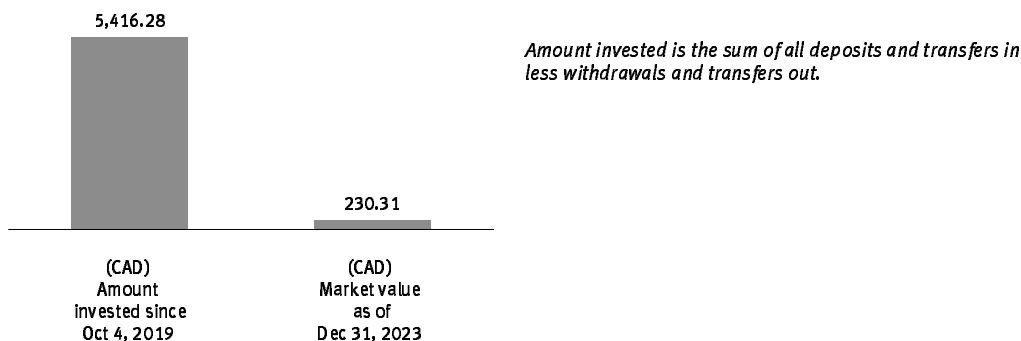 5,416.28
Amount invested is the sum of all deposits and transfers in
less withdrawals and transfers out.
230.31
(CAD)
Amount
invested since
Oct 4, 2019
(CAD)
Market value
as of
Dec 31, 2023